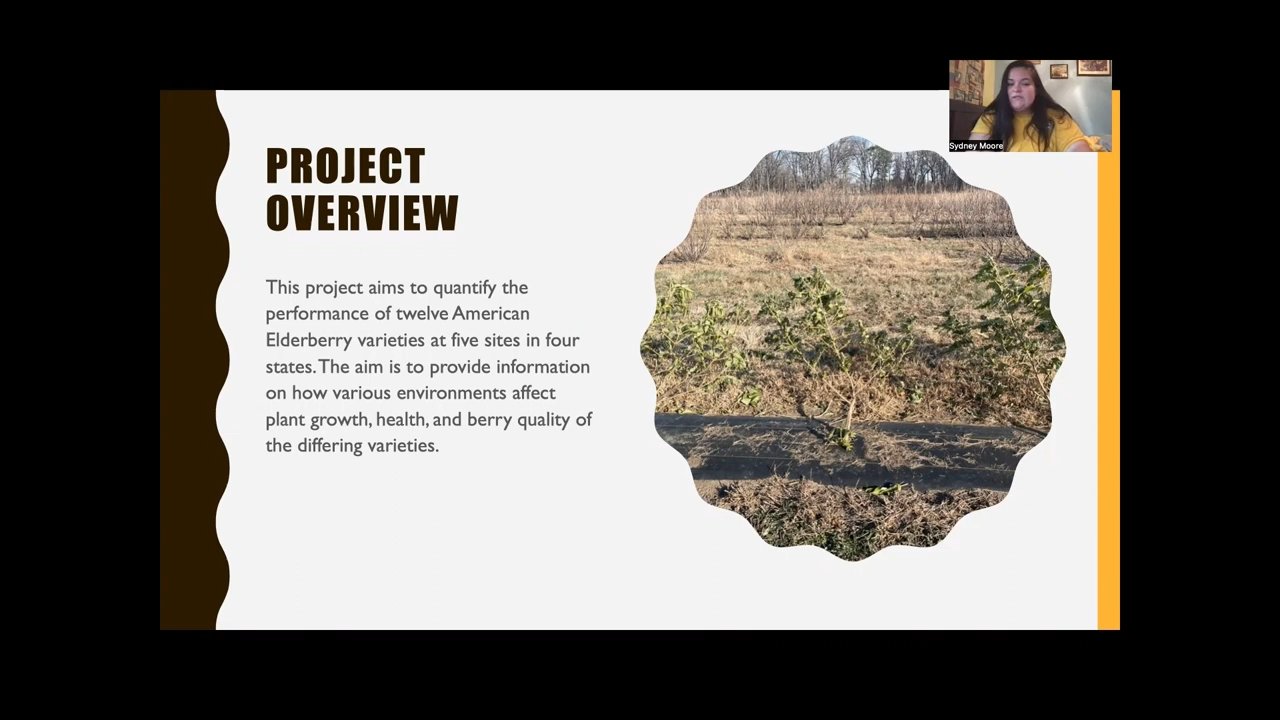 PROJECT
OVERVIEW
This project aims to quantify the
performance of twelve American
Elderberry varieties at five sites in four
states. The aim is to provide information
on how various environments affect
plant growth, health, and berry quality of
the differing varieties.
Sydney Moore